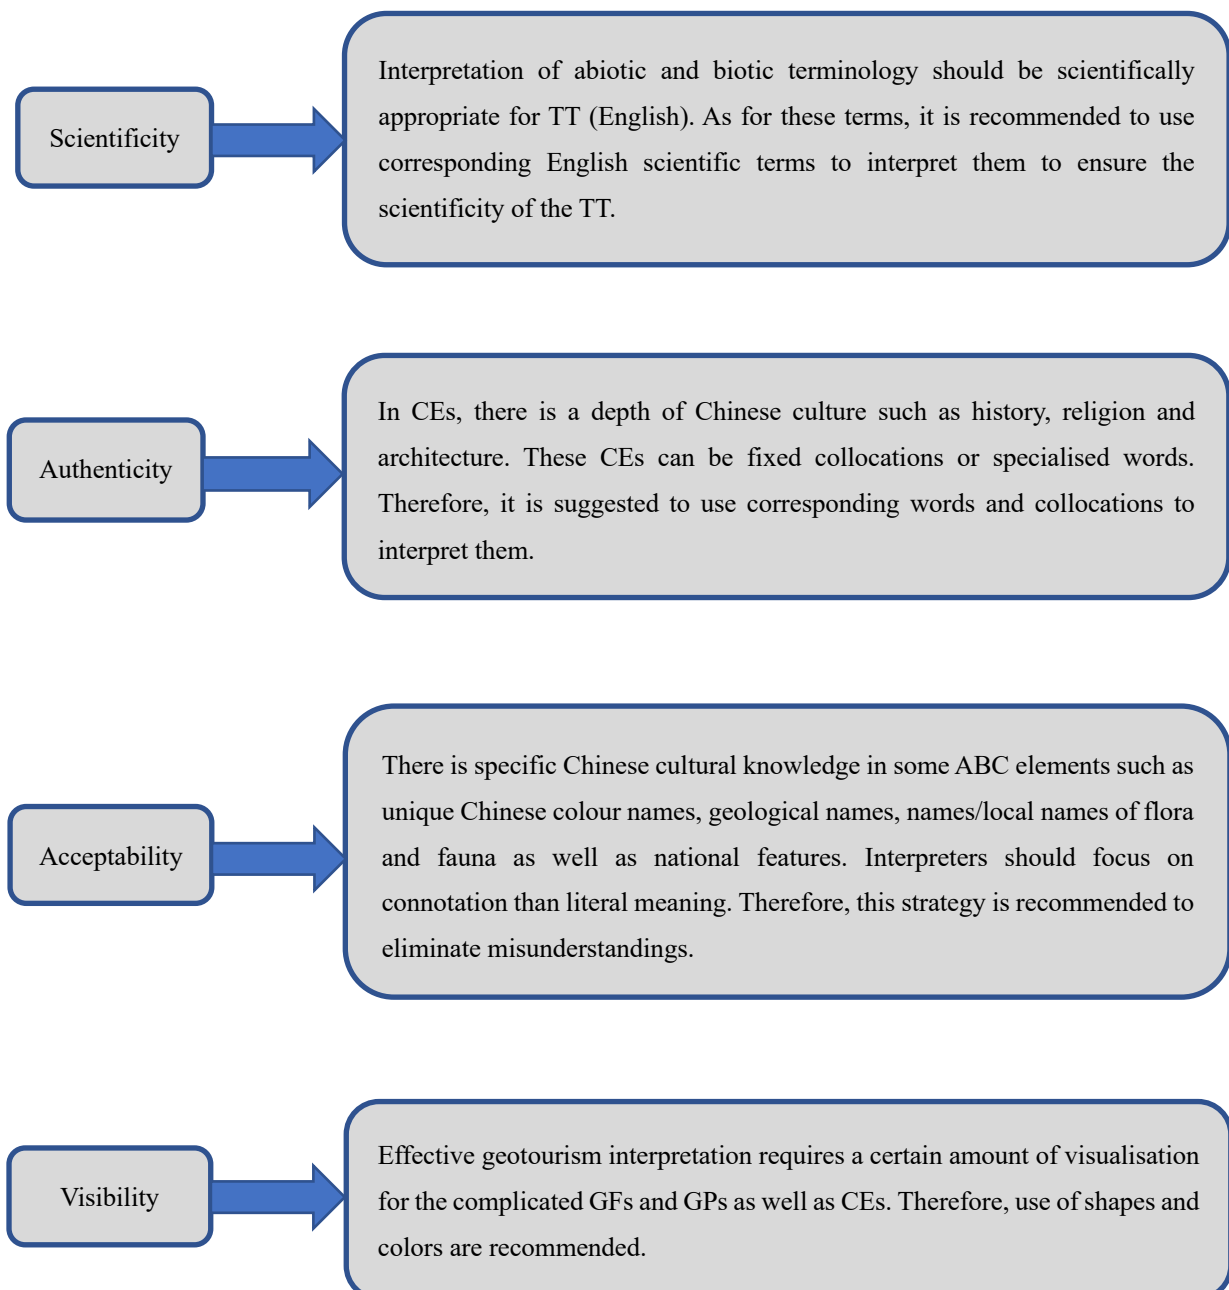 Scientificity
Interpretation of abiotic and biotic terminology should be scientifically
appropriate for TT (English). As for these terms, it is recommended to use
corresponding English scientific terms to interpret them to ensure the
scientificity of the TT.
Authenticity
In CEs, there is a depth of Chinese culture such as history, religion and
architecture. These CEs can be fixed collocations or specialised words.
Therefore, it is suggested to use corresponding words and collocations to
interpret them.
Acceptability
There is specific Chinese cultural knowledge in some ABC elements such as
unique Chinese colour names, geological names, names/local names of flora
and fauna as well as national features. Interpreters should focus on
connotation than literal meaning. Therefore, this strategy is recommended to
eliminate misunderstandings.
Visibility
Effective geotourism interpretation requires a certain amount of visualisation
for the complicated GFs and GPs as well as CEs. Therefore, use of shapes and
colors are recommended.